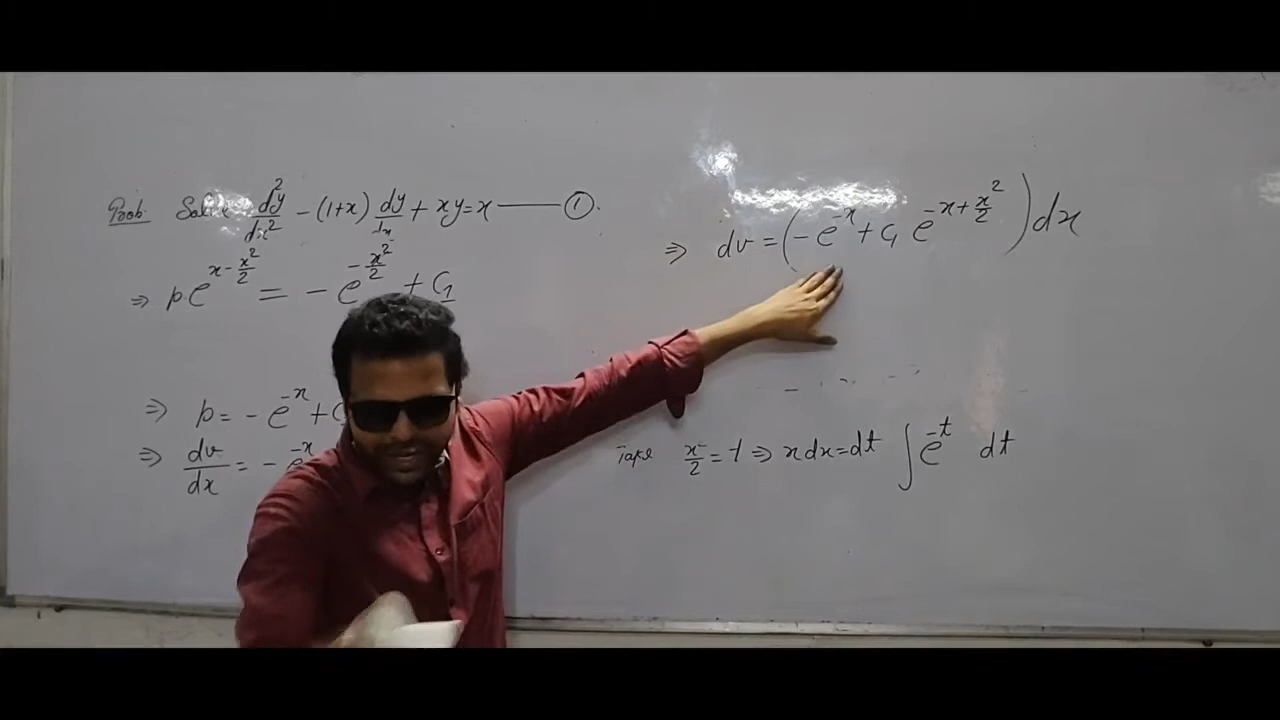 Prob. Solve d²y/dx² - (1+x) dy/dx + xy = x —— ①.
⇒ p.e^{x - x²/2} = - e^{-x²/2} + C₁
⇒ p = - e^{-x} + C
⇒ dv/dx = - e^{-x}
⇒ dv = (- e^{-x} + C₁ e^{-x + x²/2}) dx
Take x²/2 = t ⇒ x dx = dt ∫ e^{-t} dt